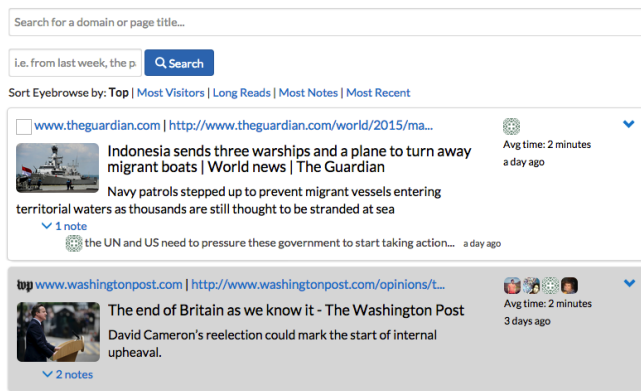 Search for a domain or page title...
i.e. from last week, the p
Search
Sort Eyebrowse by: Top | Most Visitors | Long Reads | Most Notes | Most Recent
www.theguardian.com | http://www.theguardian.com/world/2015/ma...
Indonesia sends three warships and a plane to turn away
migrant boats | World news | The Guardian
Navy patrols stepped up to prevent migrant vessels entering
territorial waters as thousands are still thought to be stranded at sea
1 note
the UN and US need to pressure these government to start taking action... a day ago
Avg time: 2 minutes
a day ago
wp www.washingtonpost.com | http://www.washingtonpost.com/opinions/t...
The end of Britain as we know it - The Washington Post
David Cameron's reelection could mark the start of internal
upheaval.
2 notes
Avg time: 2 minutes
3 days ago